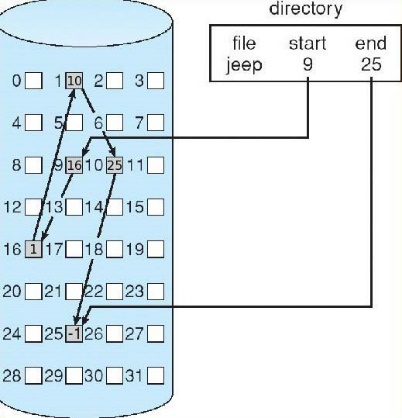 directory
file start end
jeep 9 25
0 1 10 2 3
4 5 6 7
8 9 16 10 25 11
12 13 14 15
16 1 17 18 19
20 21 22 23
24 25 -1 26 27
28 29 30 31